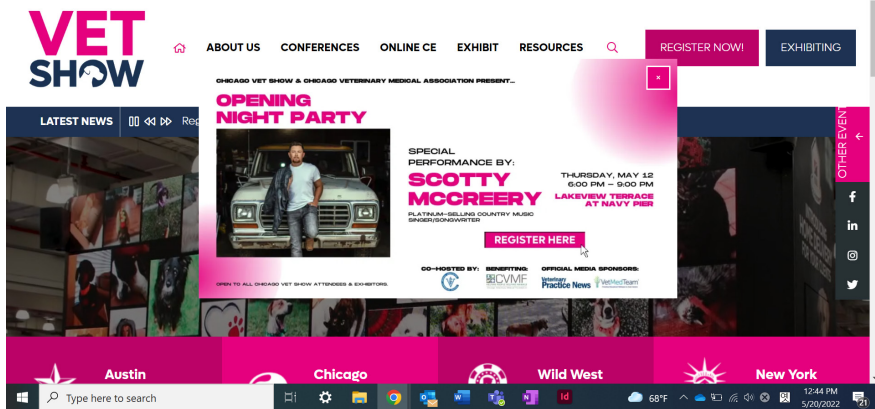 VET
SHOW
ABOUT US
CONFERENCES
ONLINE CE
EXHIBIT
RESOURCES
REGISTER NOW!
EXHIBITING
CHICAGO VET SHOW & CHICAGO VETERINARY MEDICAL ASSOCIATION PRESENT...
×
OPENING
NIGHT PARTY
LATEST NEWS
OTHER EVENT
SPECIAL
PERFORMANCE BY:
SCOTTY
MCCREERY
PLATINUM-SELLING COUNTRY MUSIC
SINGER/SONGWRITER
THURSDAY, MAY 12
6:00 PM – 9:00 PM
LAKEVIEW TERRACE
AT NAVY PIER
REGISTER HERE
CO-HOSTED BY:
BENEFITING:
OFFICIAL MEDIA SPONSORS:
CVMF
Veterinary
Practice News
VetMedTeam
OPEN TO ALL CHICAGO VET SHOW ATTENDEES & EXHIBITORS.
f
in
Austin
Chicago
Wild West
New York
Type here to search
68°F
12:44 PM
5/20/2022
21